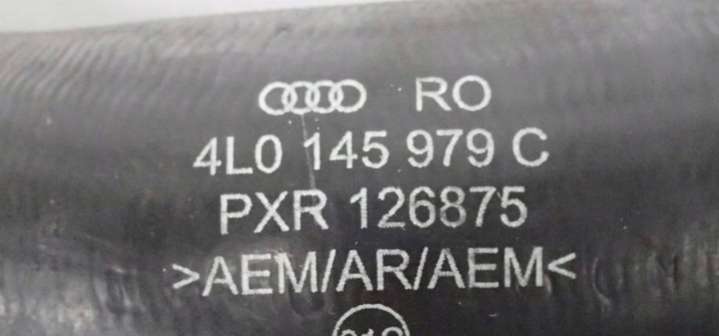 RO
4L0 145 979 C
PXR 126875
>AEM/AR/AEM<